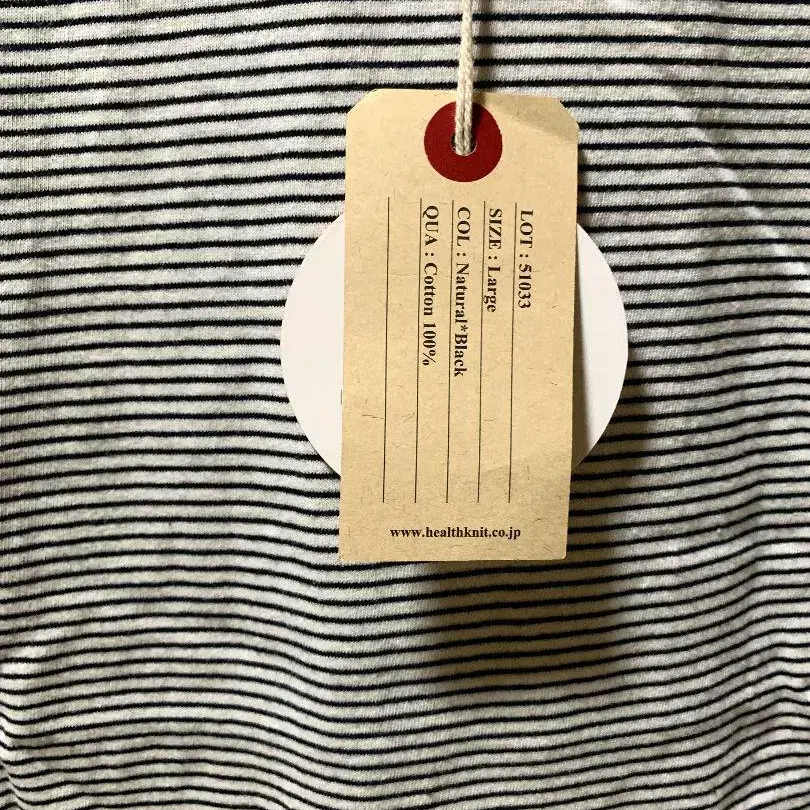 LOT : 51033
SIZE : Large
COL : Natural*Black
QUA : Cotton 100%
www.healthknit.co.jp